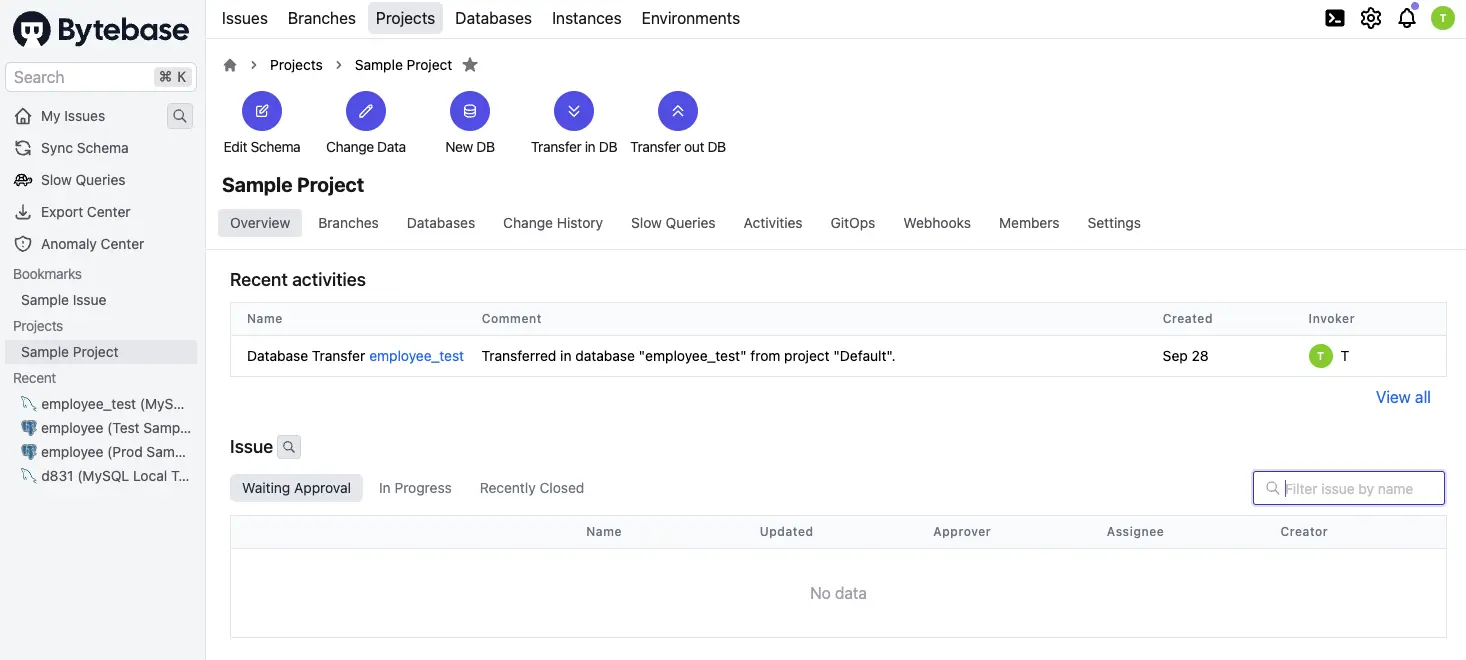 Bytebase
Search ⌘ K
My Issues
Sync Schema
Slow Queries
Export Center
Anomaly Center
Bookmarks
Sample Issue
Projects
Sample Project
Recent
employee_test (MyS...
employee (Test Samp...
employee (Prod Sam...
d831 (MySQL Local T...
Issues Branches Projects Databases Instances Environments T
Projects > Sample Project
Edit Schema Change Data New DB Transfer in DB Transfer out DB
Sample Project
Overview Branches Databases Change History Slow Queries Activities GitOps Webhooks Members Settings
Recent activities
Name Comment Created Invoker
Database Transfer employee_test Transferred in database "employee_test" from project "Default". Sep 28 T T
View all
Issue
Waiting Approval In Progress Recently Closed Filter issue by name
Name Updated Approver Assignee Creator
No data